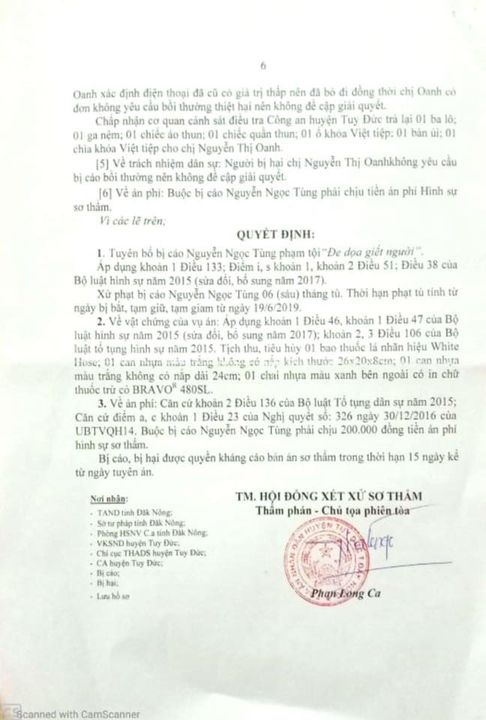 6
Oanh xác định điện thoại đã cũ có giá trị thấp nên đã bỏ đi đồng thời chị Oanh có
đơn không yêu cầu bồi thường thiệt hại nên không đề cập giải quyết.
Chấp nhận cơ quan cảnh sát điều tra Công an huyện Tuy Đức trả lại 01 ba lô;
01 ga nệm; 01 chiếc áo thun; 01 chiếc quần thun; 01 ổ khóa Việt tiệp; 01 bàn ủi; 01
chìa khóa Việt tiệp cho chị Nguyễn Thị Oanh.
[5] Về trách nhiệm dân sự: Người bị hại chị Nguyễn Thị Oanhkhông yêu cầu
bị cáo bồi thường nên không đề cập giải quyết.
[6] Về án phí: Buộc bị cáo Nguyễn Ngọc Tùng phải chịu tiền án phí Hình sự
sơ thẩm.
Vì các lẽ trên;
QUYẾT ĐỊNH:
1. Tuyên bố bị cáo Nguyễn Ngọc Tùng phạm tội "Đe dọa giết người".
Áp dụng khoản 1 Điều 133; Điểm i, s khoản 1, khoản 2 Điều 51; Điều 38 của
Bộ luật hình sự năm 2015 (sửa đổi, bổ sung năm 2017).
Xử phạt bị cáo Nguyễn Ngọc Tùng 06 (sáu) tháng tù. Thời hạn phạt tù tính từ
ngày bị bắt, tạm giữ, tạm giam từ ngày 19/6/2019.
2. Về vật chứng của vụ án: Áp dụng khoản 1 Điều 46, khoản 1 Điều 47 của Bộ
luật hình sự năm 2015 (sửa đổi, bổ sung năm 2017); khoản 2, 3 Điều 106 của Bộ
luật tố tụng hình sự năm 2015. Tịch thu, tiêu hủy 01 bao thuốc lá nhãn hiệu White
Hose; 01 can nhựa màu trắng không có nắp kích thước: 26x20x8cm; 01 can nhựa
màu trắng không có nắp dài 24cm; 01 chai nhựa màu xanh bên ngoài có in chữ
thuốc trừ cỏ BRAVO® 480SL.
3. Về án phí: Căn cứ khoản 2 Điều 136 của Bộ luật Tố tụng dân sự năm 2015;
Căn cứ điểm a, c khoản 1 Điều 23 của Nghị quyết số: 326 ngày 30/12/2016 của
UBTVQH14. Buộc bị cáo Nguyễn Ngọc Tùng phải chịu 200.000 đồng tiền án phí
hình sự sơ thẩm.
Bị cáo, bị hại được quyền kháng cáo bản án sơ thẩm trong thời hạn 15 ngày kể
từ ngày tuyên án.
Nơi nhận:
- TAND tỉnh Đăk Nông;
- Sở tư pháp tỉnh Đăk Nông;
- Phòng HSNV C.a tỉnh Đăk Nông;
- VKSND huyện Tuy Đức;
- Chi cục THADS huyện Tuy Đức;
- CA huyện Tuy Đức;
- Bị cáo;
- Bị hại;
- Lưu hồ sơ
TM. HỘI ĐỒNG XÉT XỬ SƠ THẨM
Thẩm phán - Chủ tọa phiên tòa
Phạn Long Ca
CS Scanned with CamScanner